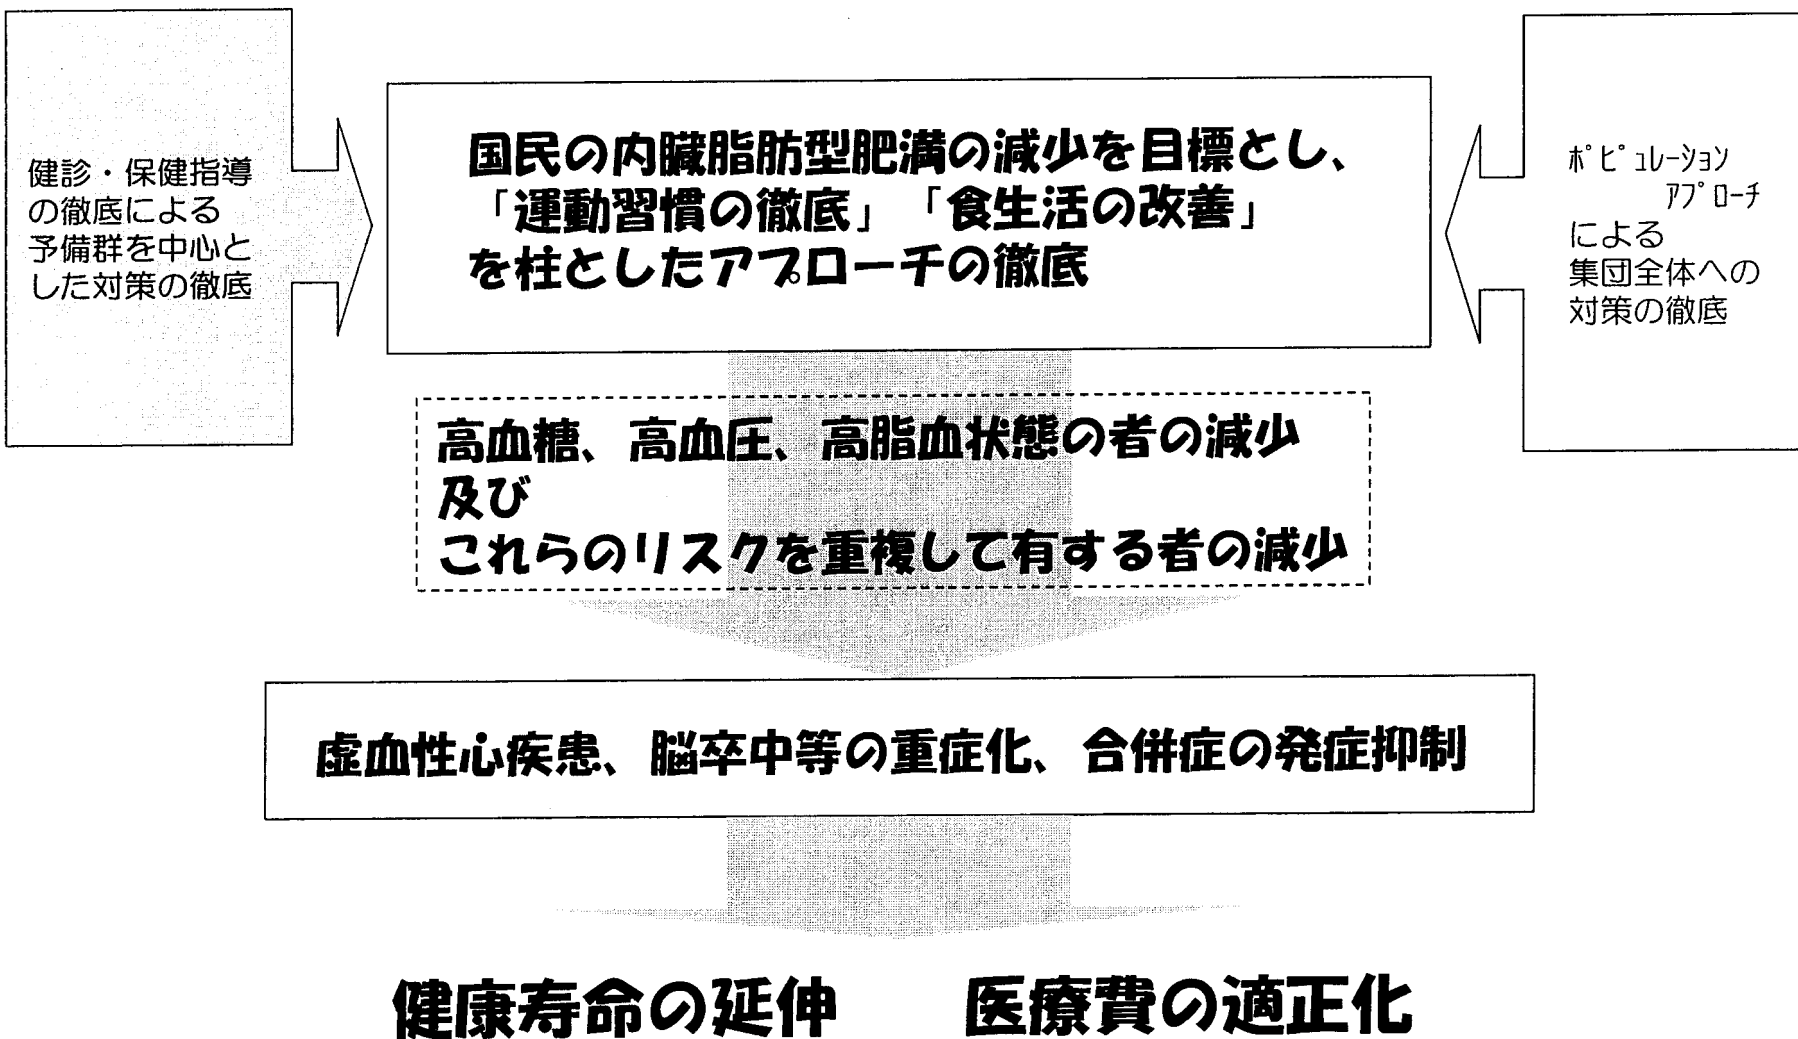 健診・保健指導
の徹底による
予備群を中心と
した対策の徹底
国民の内臓脂肪型肥満の減少を目標とし、
「運動習慣の徹底」「食生活の改善」
を柱としたアプローチの徹底
ﾎﾟﾋﾟｭﾚｰｼｮﾝ
ｱﾌﾟﾛｰﾁ
による
集団全体への
対策の徹底
高血糖、高血圧、高脂血状態の者の減少
及び
これらのリスクを重複して有する者の減少
虚血性心疾患、脳卒中等の重症化、合併症の発症抑制
健康寿命の延伸　医療費の適正化